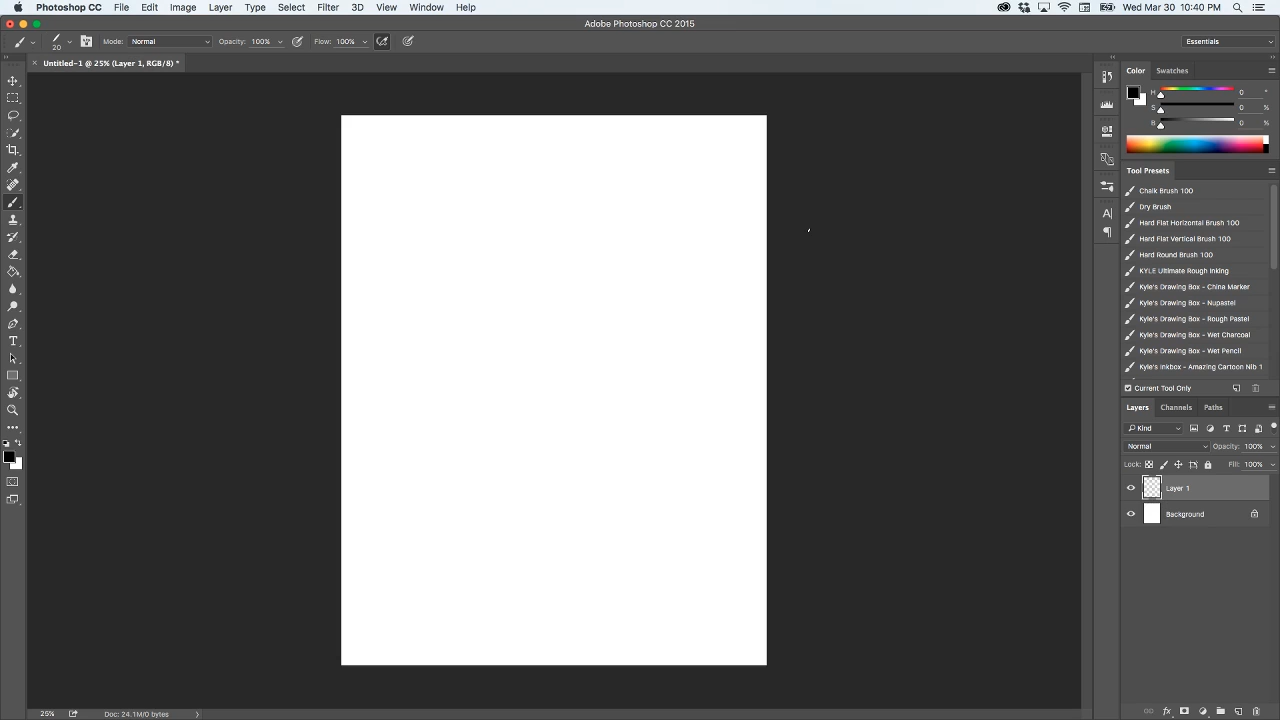 Photoshop CC File Edit Image Layer Type Select Filter 3D View Window Help Wed Mar 30 10:40 PM
Adobe Photoshop CC 2015
20 Mode: Normal Opacity: 100% Flow: 100% Essentials
Untitled-1 @ 25% (Layer 1, RGB/8) *
Color Swatches
H 0 °
S 0 %
B 0 %
Tool Presets
Chalk Brush 100
Dry Brush
Hard Flat Horizontal Brush 100
Hard Flat Vertical Brush 100
Hard Round Brush 100
KYLE Ultimate Rough Inking
Kyle's Drawing Box - China Marker
Kyle's Drawing Box - Nupastel
Kyle's Drawing Box - Rough Pastel
Kyle's Drawing Box - Wet Charcoal
Kyle's Drawing Box - Wet Pencil
Kyle's Inkbox - Amazing Cartoon Nib 1
Current Tool Only
Layers Channels Paths
Kind
Normal Opacity: 100%
Lock: Fill: 100%
Layer 1
Background
25% Doc: 24.1M/0 bytes